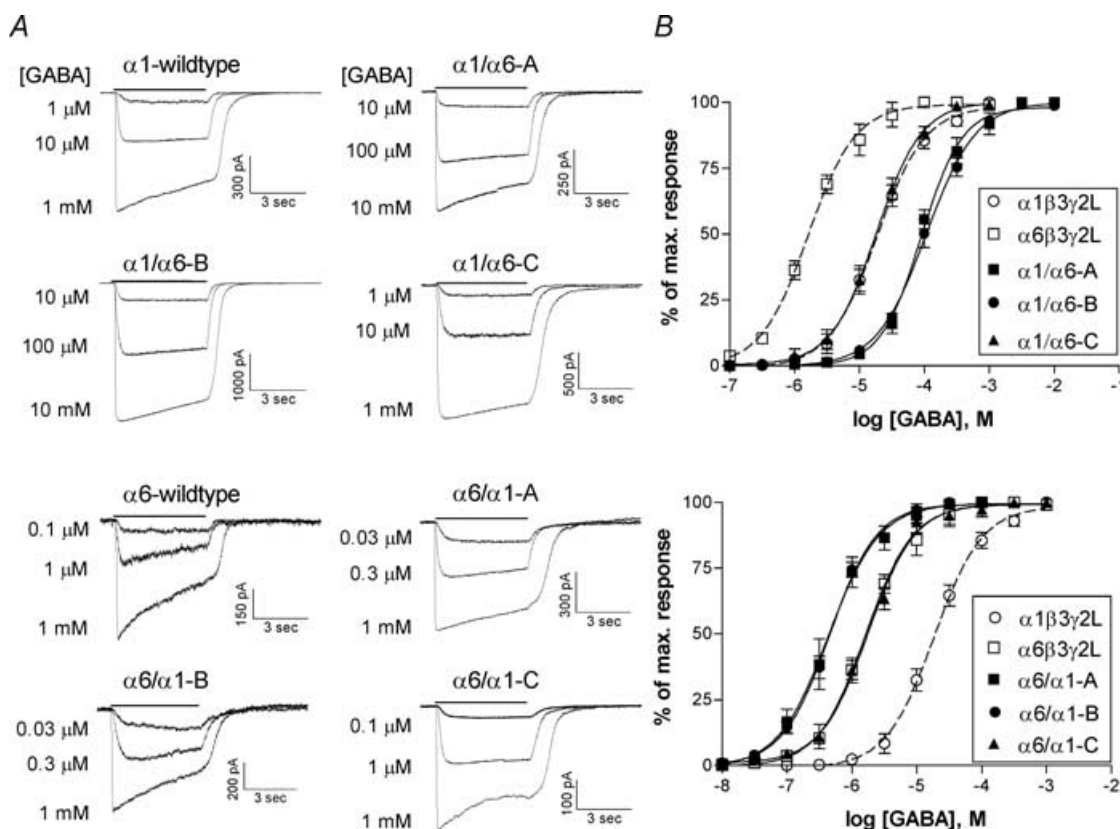 A
[GABA]
α1-wildtype
1 μM
10 μM
1 mM
300 pA
3 sec
[GABA]
α1/α6-A
10 μM
100 μM
10 mM
250 pA
3 sec
α1/α6-B
10 μM
100 μM
10 mM
1000 pA
3 sec
α1/α6-C
1 μM
10 μM
1 mM
500 pA
3 sec
α6-wildtype
0.1 μM
1 μM
1 mM
150 pA
3 sec
α6/α1-A
0.03 μM
0.3 μM
1 mM
300 pA
3 sec
α6/α1-B
0.03 μM
0.3 μM
1 mM
200 pA
3 sec
α6/α1-C
0.1 μM
1 μM
1 mM
100 pA
3 sec
B
% of max. response
100
75
50
25
0
-7 -6 -5 -4 -3 -2 -1
log [GABA], M
α1β3γ2L
α6β3γ2L
α1/α6-A
α1/α6-B
α1/α6-C
% of max. response
100
75
50
25
0
-8 -7 -6 -5 -4 -3 -2
log [GABA], M
α1β3γ2L
α6β3γ2L
α6/α1-A
α6/α1-B
α6/α1-C